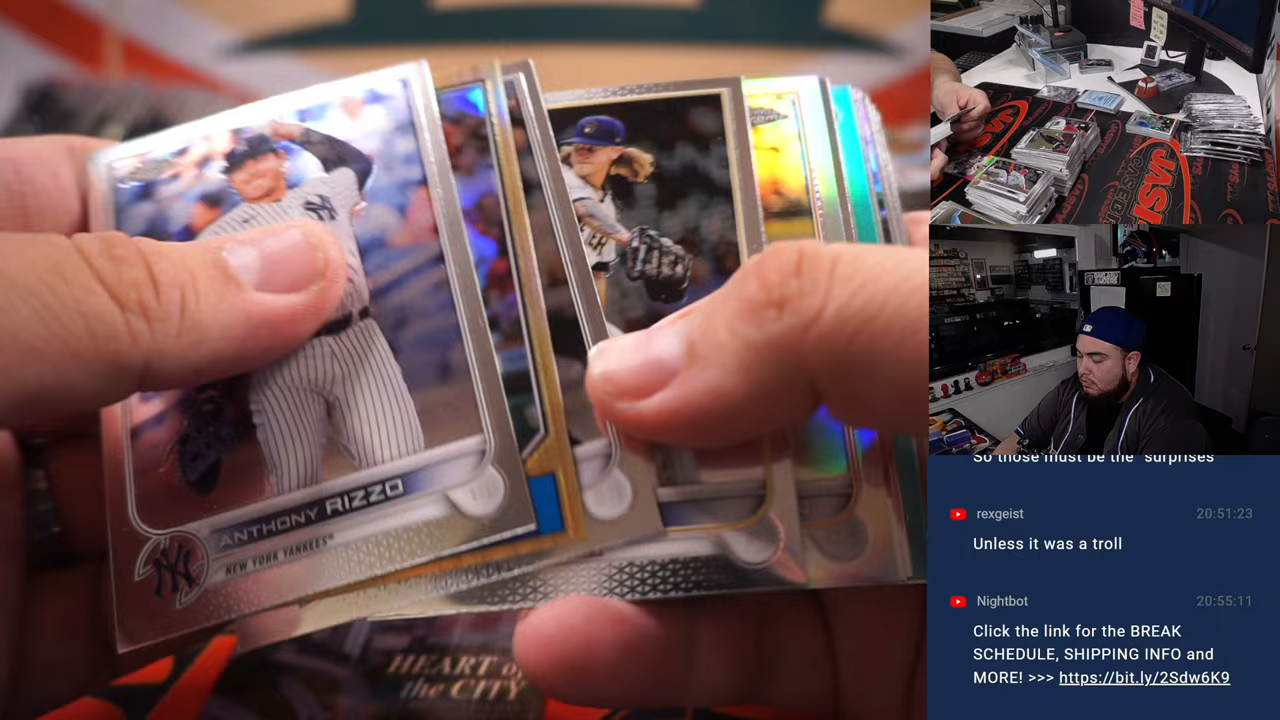 ANTHONY RIZZO
NEW YORK YANKEES
HEART of
the CITY
JASPY
So those must be the "surprises
rexgeist
20:51:23
Unless it was a troll
Nightbot
20:55:11
Click the link for the BREAK
SCHEDULE, SHIPPING INFO and
MORE! >>> https://bit.ly/2Sdw6K9